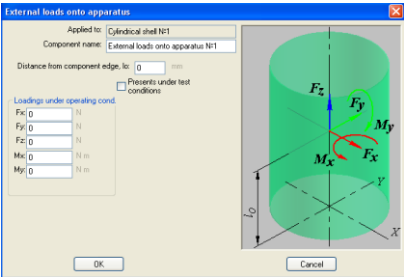 External loads onto apparatus
Applied to: Cylindrical shell №1
Component name: External loads onto apparatus №1
Distance from component edge, lo: 0 mm
Presents under test
conditions
Loadings under operating cond.
Fx: 0 N
Fy: 0 N
Fz: 0 N
Mx: 0 N m
My: 0 N m
Fz
Fy
My
Fx
Mx
Y
X
lo
OK
Cancel